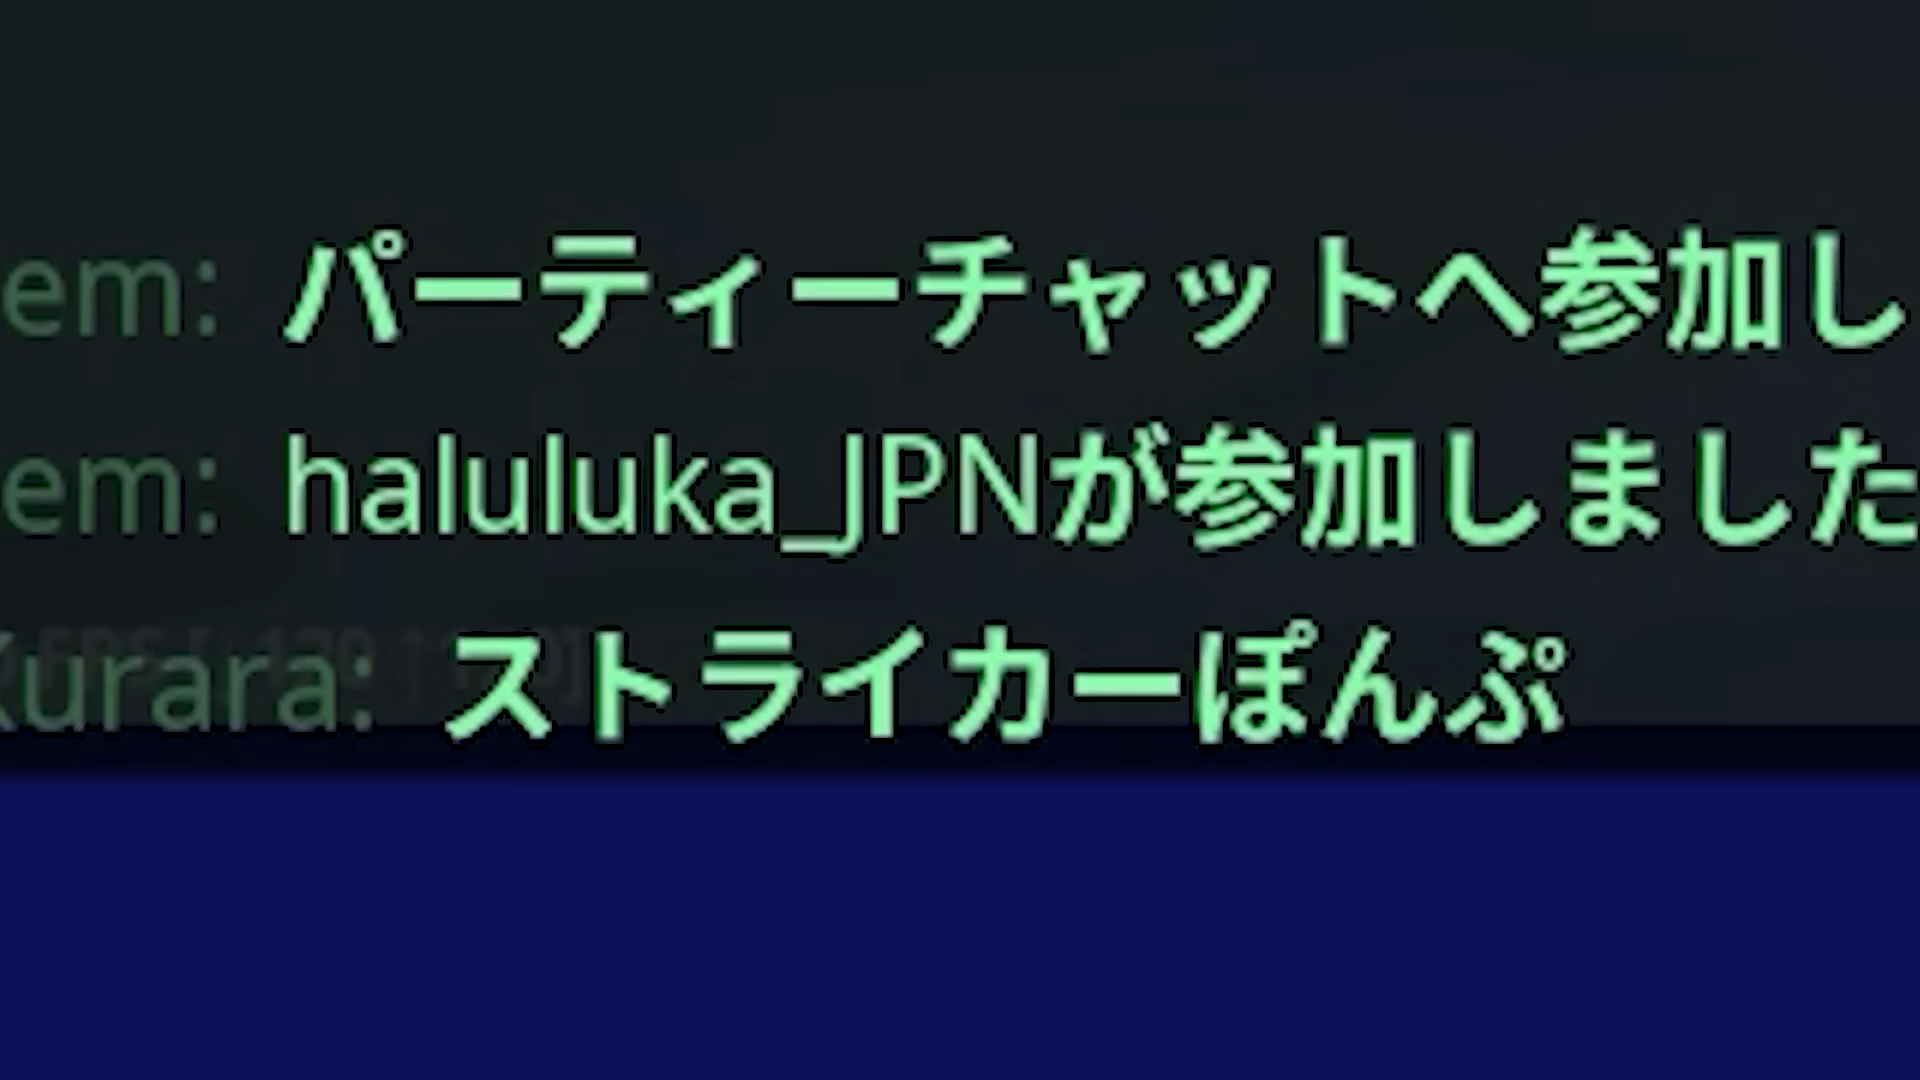 em: パーティーチャットへ参加し
em: haluluka_JPNが参加しました
Kurara: ストライカーぽんぷ